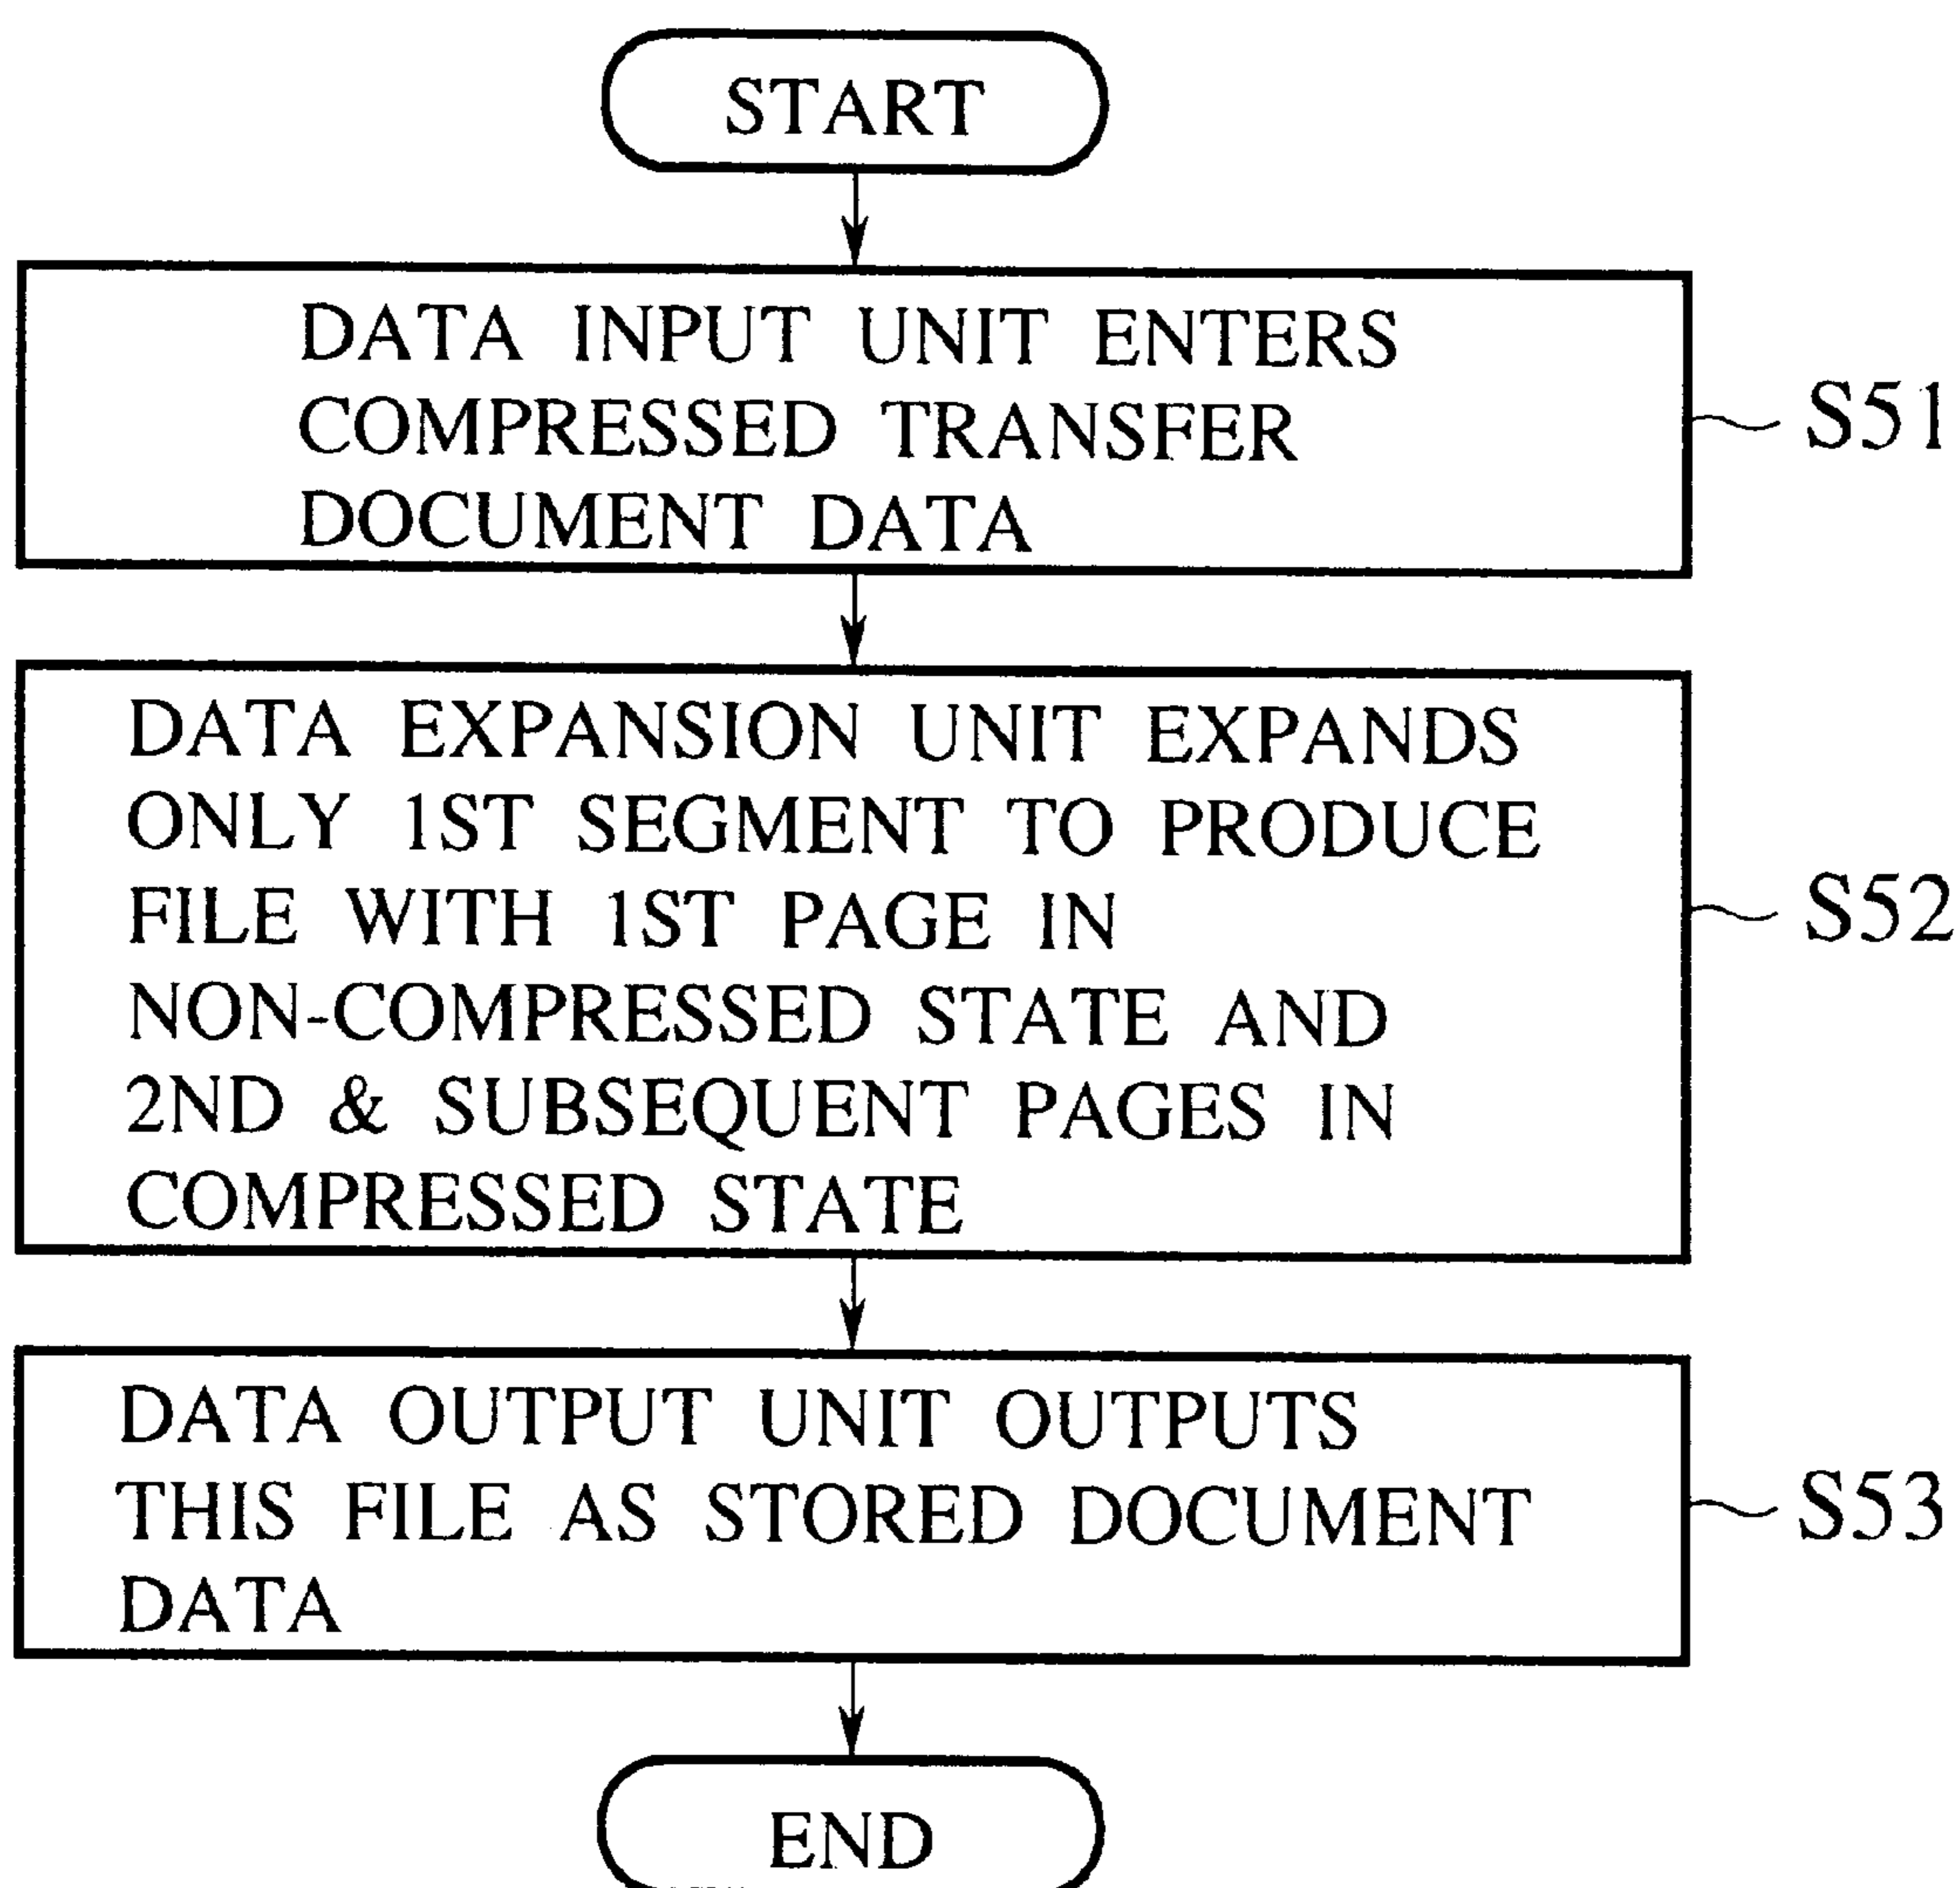 START
DATA INPUT UNIT ENTERS
COMPRESSED TRANSFER
DOCUMENT DATA
S51
DATA EXPANSION UNIT EXPANDS
ONLY 1ST SEGMENT TO PRODUCE
FILE WITH 1ST PAGE IN
NON-COMPRESSED STATE AND
2ND & SUBSEQUENT PAGES IN
COMPRESSED STATE
S52
DATA OUTPUT UNIT OUTPUTS
THIS FILE AS STORED DOCUMENT
DATA
S53
END